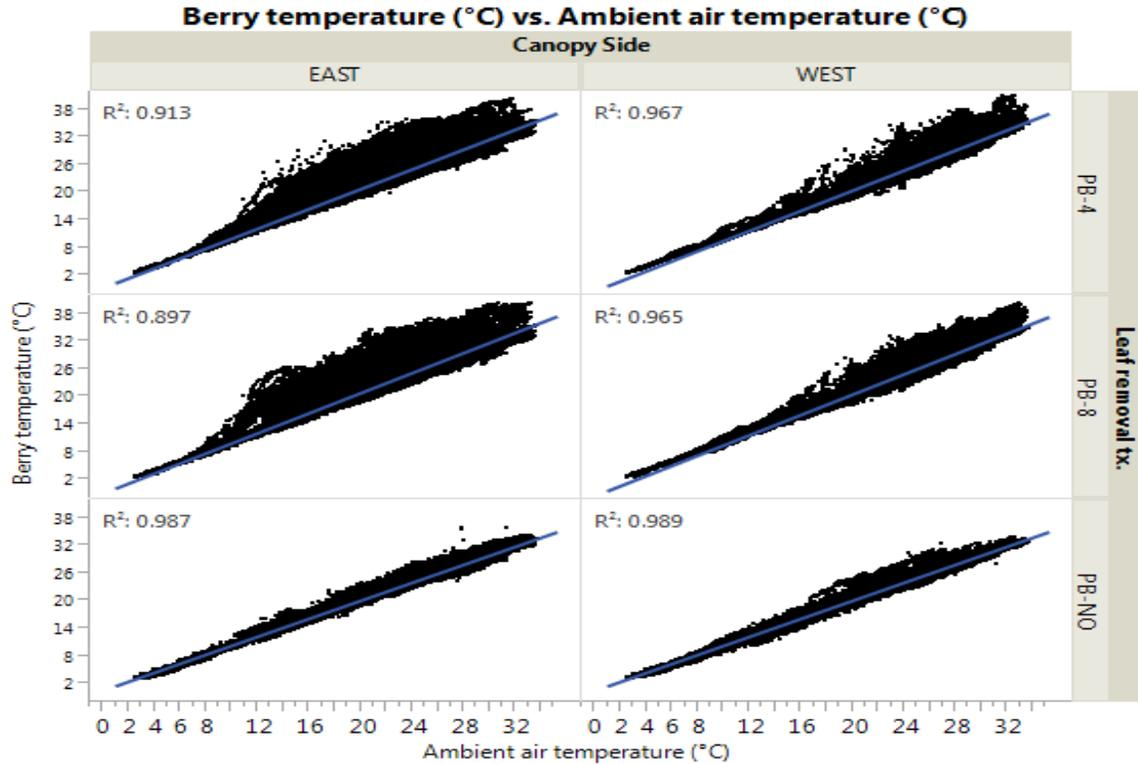 Berry temperature (°C) vs. Ambient air temperature (°C)
Canopy Side
EAST WEST
R²: 0.913
R²: 0.967
38
32
26
20
14
8
2
PB-4
R²: 0.897
R²: 0.965
38
32
26
20
14
8
2
PB-8
R²: 0.987
R²: 0.989
38
32
26
20
14
8
2
PB-NO
Berry temperature (°C)
Leaf removal tx.
0 2 4 6 8 12 16 20 24 28 32 0 2 4 6 8 12 16 20 24 28 32
Ambient air temperature (°C)